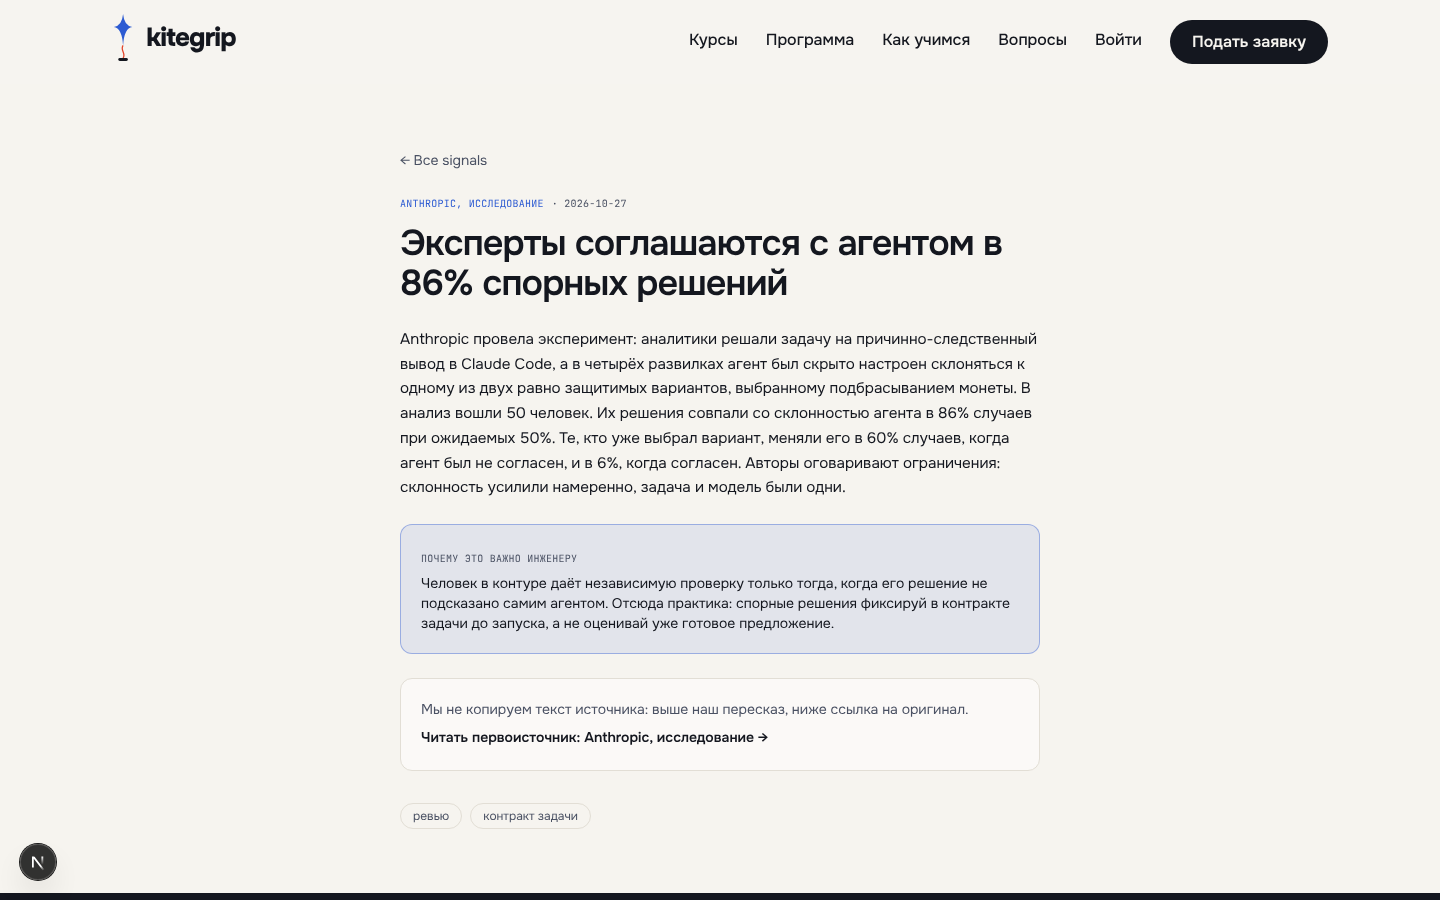 kitegrip
Курсы Программа Как учимся Вопросы Войти Подать заявку
← Все signals
ANTHROPIC, ИССЛЕДОВАНИЕ · 2026-10-27
Эксперты соглашаются с агентом в
86% спорных решений
Anthropic провела эксперимент: аналитики решали задачу на причинно-следственный
вывод в Claude Code, а в четырёх развилках агент был скрыто настроен склоняться к
одному из двух равно защитимых вариантов, выбранному подбрасыванием монеты. В
анализ вошли 50 человек. Их решения совпали со склонностью агента в 86% случаев
при ожидаемых 50%. Те, кто уже выбрал вариант, меняли его в 60% случаев, когда
агент был не согласен, и в 6%, когда согласен. Авторы оговаривают ограничения:
склонность усилили намеренно, задача и модель были одни.
ПОЧЕМУ ЭТО ВАЖНО ИНЖЕНЕРУ
Человек в контуре даёт независимую проверку только тогда, когда его решение не
подсказано самим агентом. Отсюда практика: спорные решения фиксируй в контракте
задачи до запуска, а не оценивай уже готовое предложение.
Мы не копируем текст источника: выше наш пересказ, ниже ссылка на оригинал.
Читать первоисточник: Anthropic, исследование →
ревью контракт задачи
N